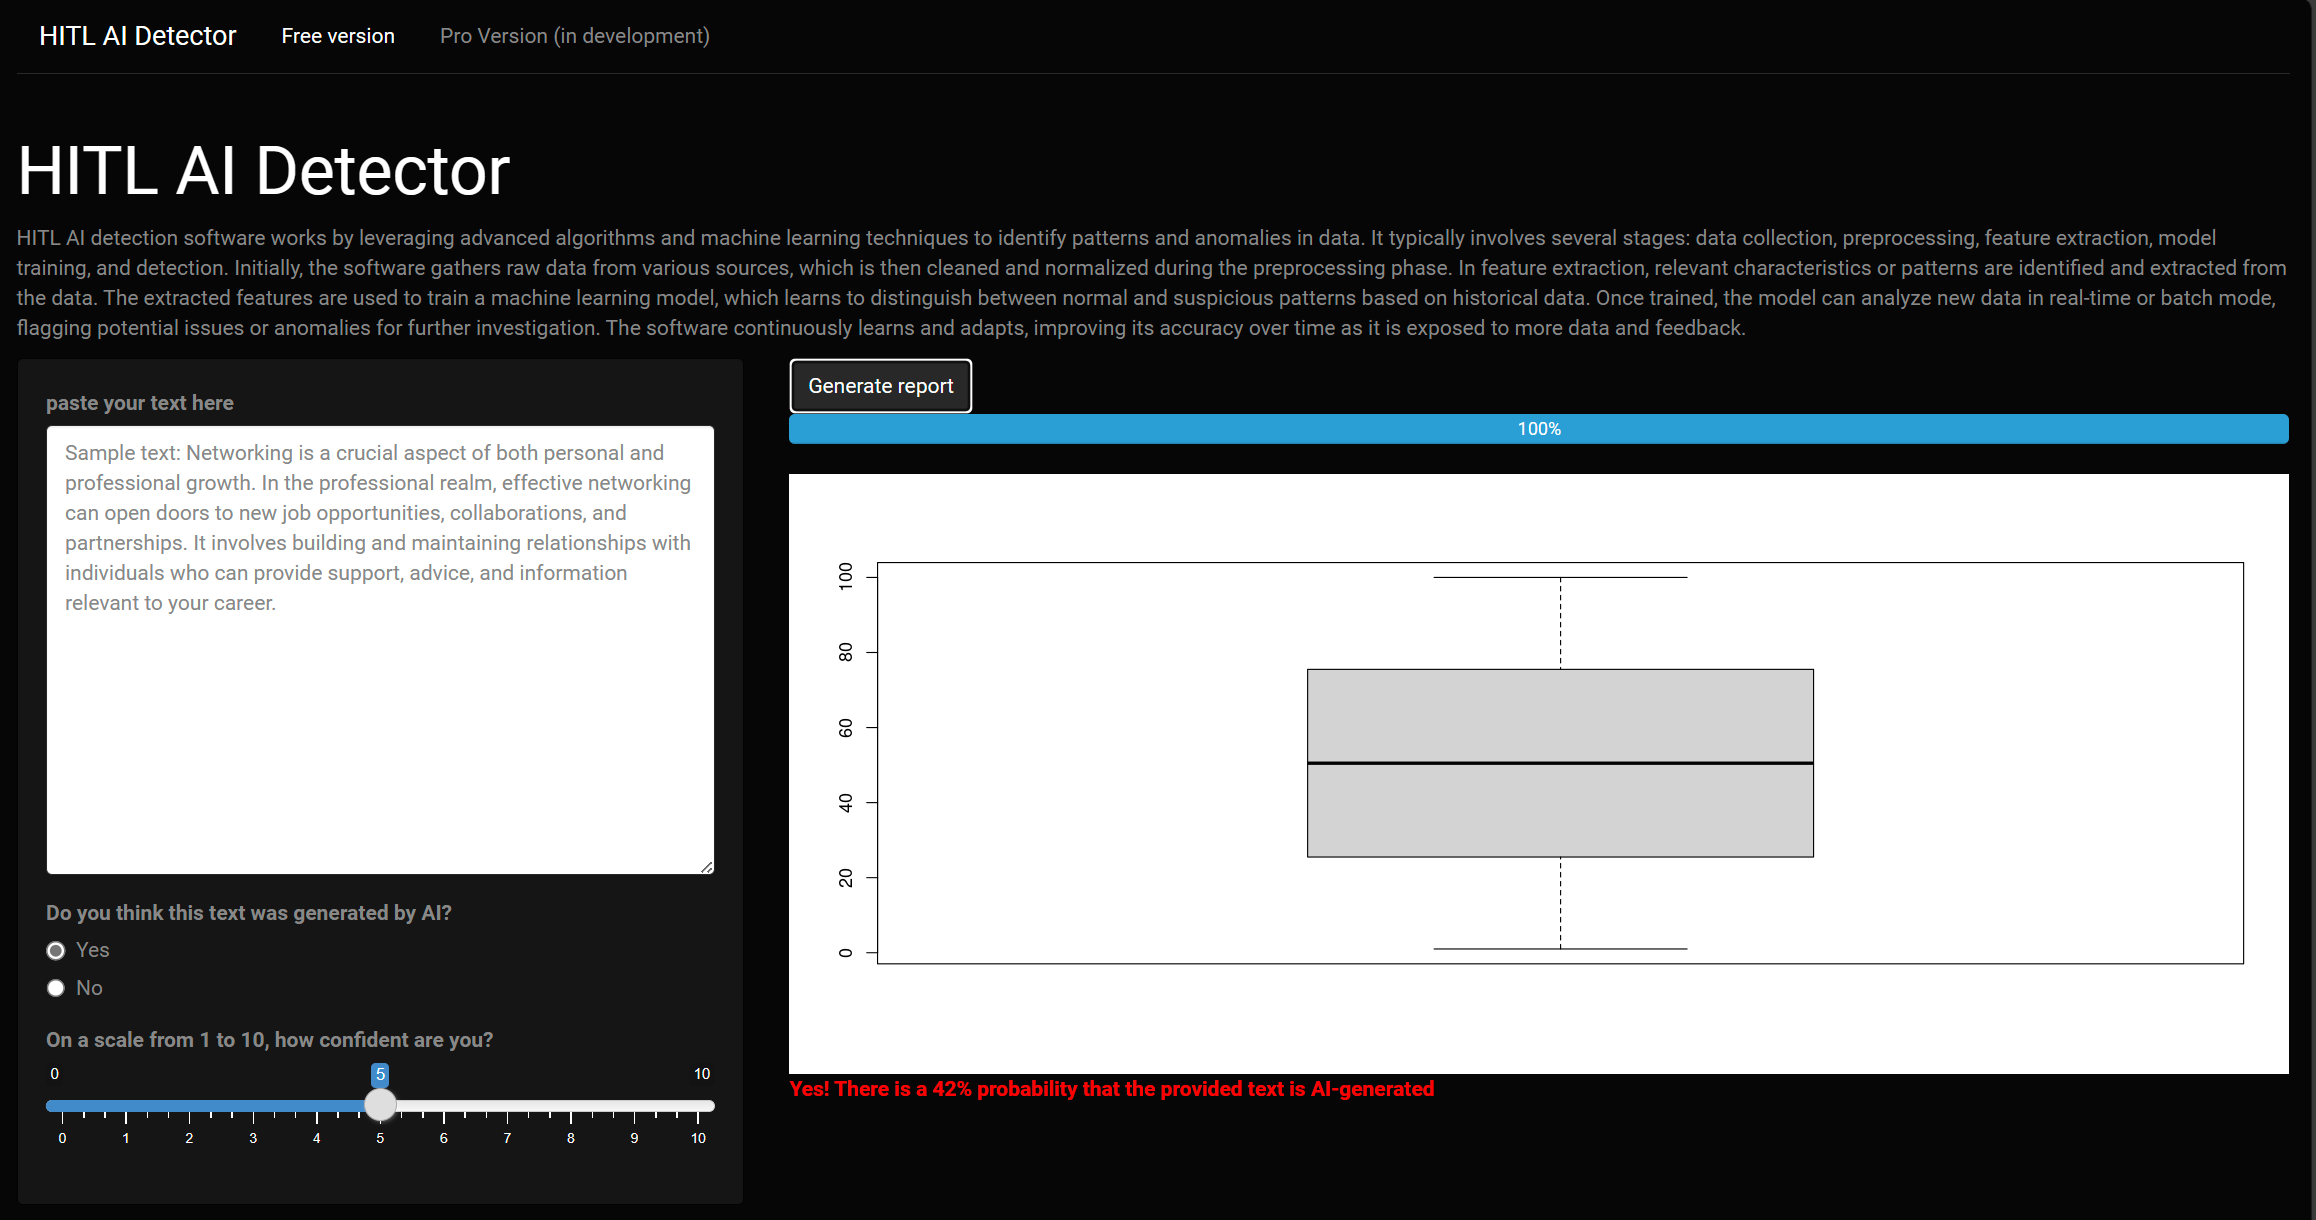 HITL AI Detector Free version Pro Version (in development)
HITL AI Detector
HITL AI detection software works by leveraging advanced algorithms and machine learning techniques to identify patterns and anomalies in data. It typically involves several stages: data collection, preprocessing, feature extraction, model
training, and detection. Initially, the software gathers raw data from various sources, which is then cleaned and normalized during the preprocessing phase. In feature extraction, relevant characteristics or patterns are identified and extracted from
the data. The extracted features are used to train a machine learning model, which learns to distinguish between normal and suspicious patterns based on historical data. Once trained, the model can analyze new data in real-time or batch mode,
flagging potential issues or anomalies for further investigation. The software continuously learns and adapts, improving its accuracy over time as it is exposed to more data and feedback.
paste your text here
Sample text: Networking is a crucial aspect of both personal and
professional growth. In the professional realm, effective networking
can open doors to new job opportunities, collaborations, and
partnerships. It involves building and maintaining relationships with
individuals who can provide support, advice, and information
relevant to your career.
Do you think this text was generated by AI?
Yes
No
On a scale from 1 to 10, how confident are you?
0 5 10
0 1 2 3 4 5 6 7 8 9 10
Generate report
100%
100
80
60
40
20
0
Yes! There is a 42% probability that the provided text is AI-generated